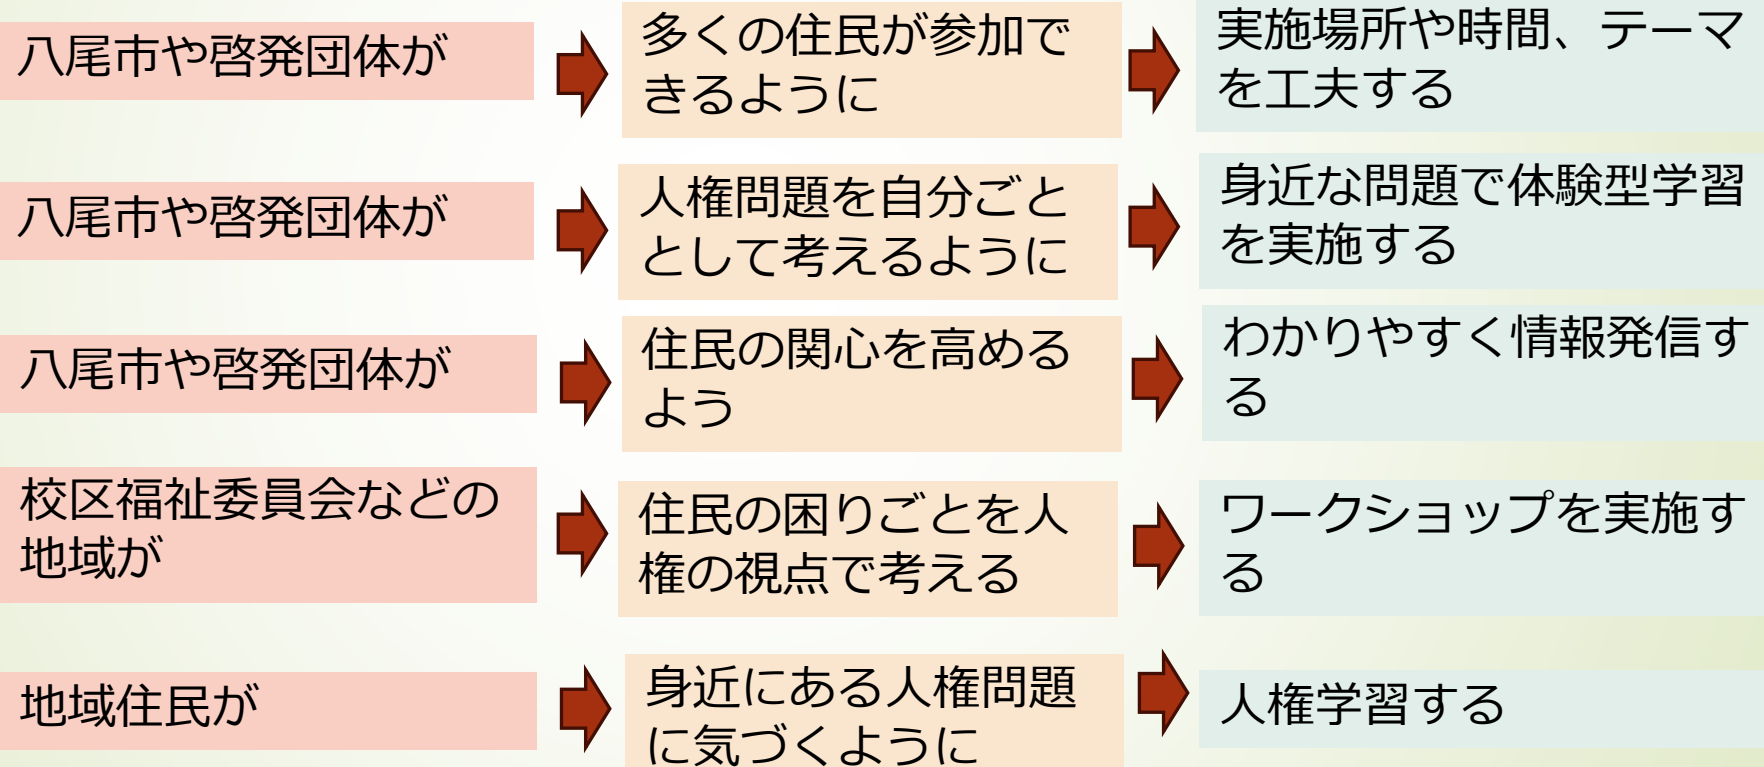 八尾市や啓発団体が
多くの住民が参加で
きるように
実施場所や時間、テーマ
を工夫する
八尾市や啓発団体が
人権問題を自分ごと
として考えるように
身近な問題で体験型学習
を実施する
八尾市や啓発団体が
住民の関心を高める
よう
わかりやすく情報発信す
る
校区福祉委員会などの
地域が
住民の困りごとを人
権の視点で考える
ワークショップを実施す
る
地域住民が
身近にある人権問題
に気づくように
人権学習する